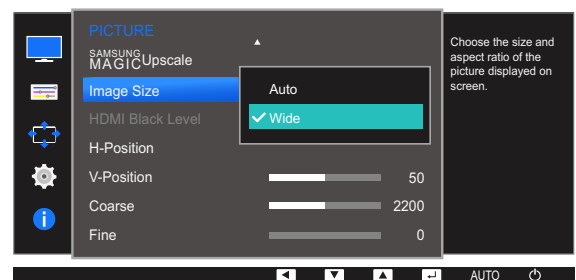 PICTURE
SAMSUNG
MAGIC Upscale
Image Size
Auto
Wide
HDMI Black Level
H-Position
V-Position 50
Coarse 2200
Fine 0
Choose the size and
aspect ratio of the
picture displayed on
screen.
AUTO